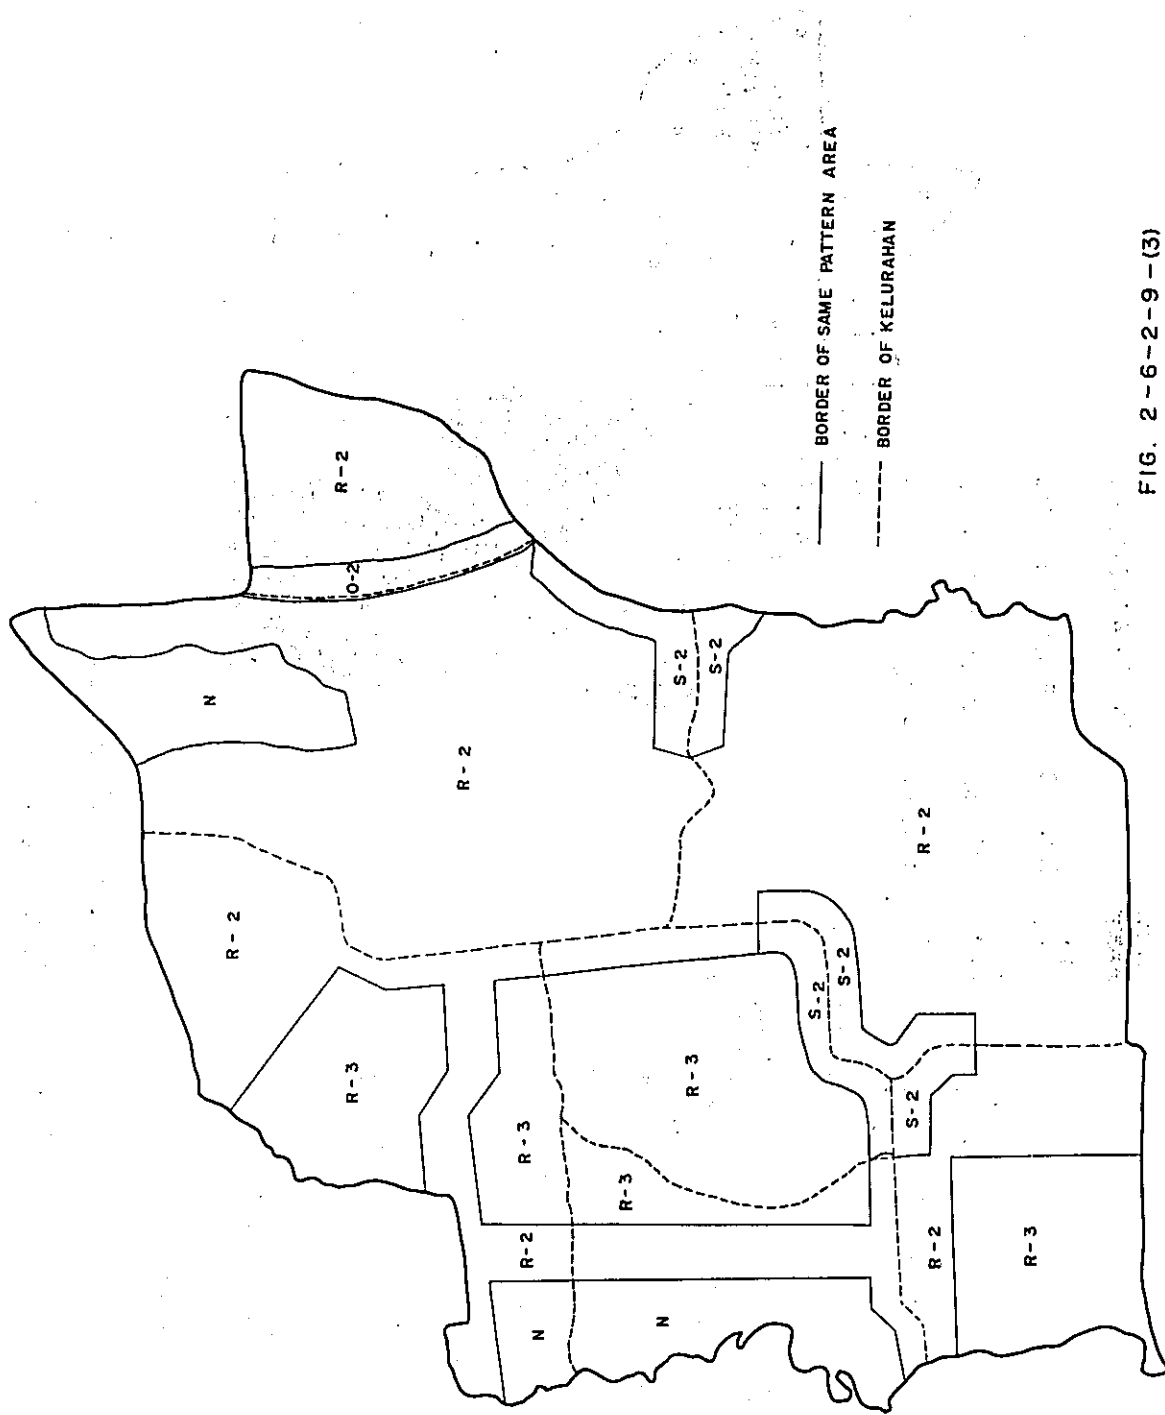 N
R-2
R-2
R-3
O-2
R-2
R-3
R-2
N
R-3
N
S-2
R-3
S-2
S-2
BORDER OF SAME PATTERN AREA
S-2
BORDER OF KELURAHAN
S-2
R-2
R-2
R-3
FIG. 2-6-2-9-(3)